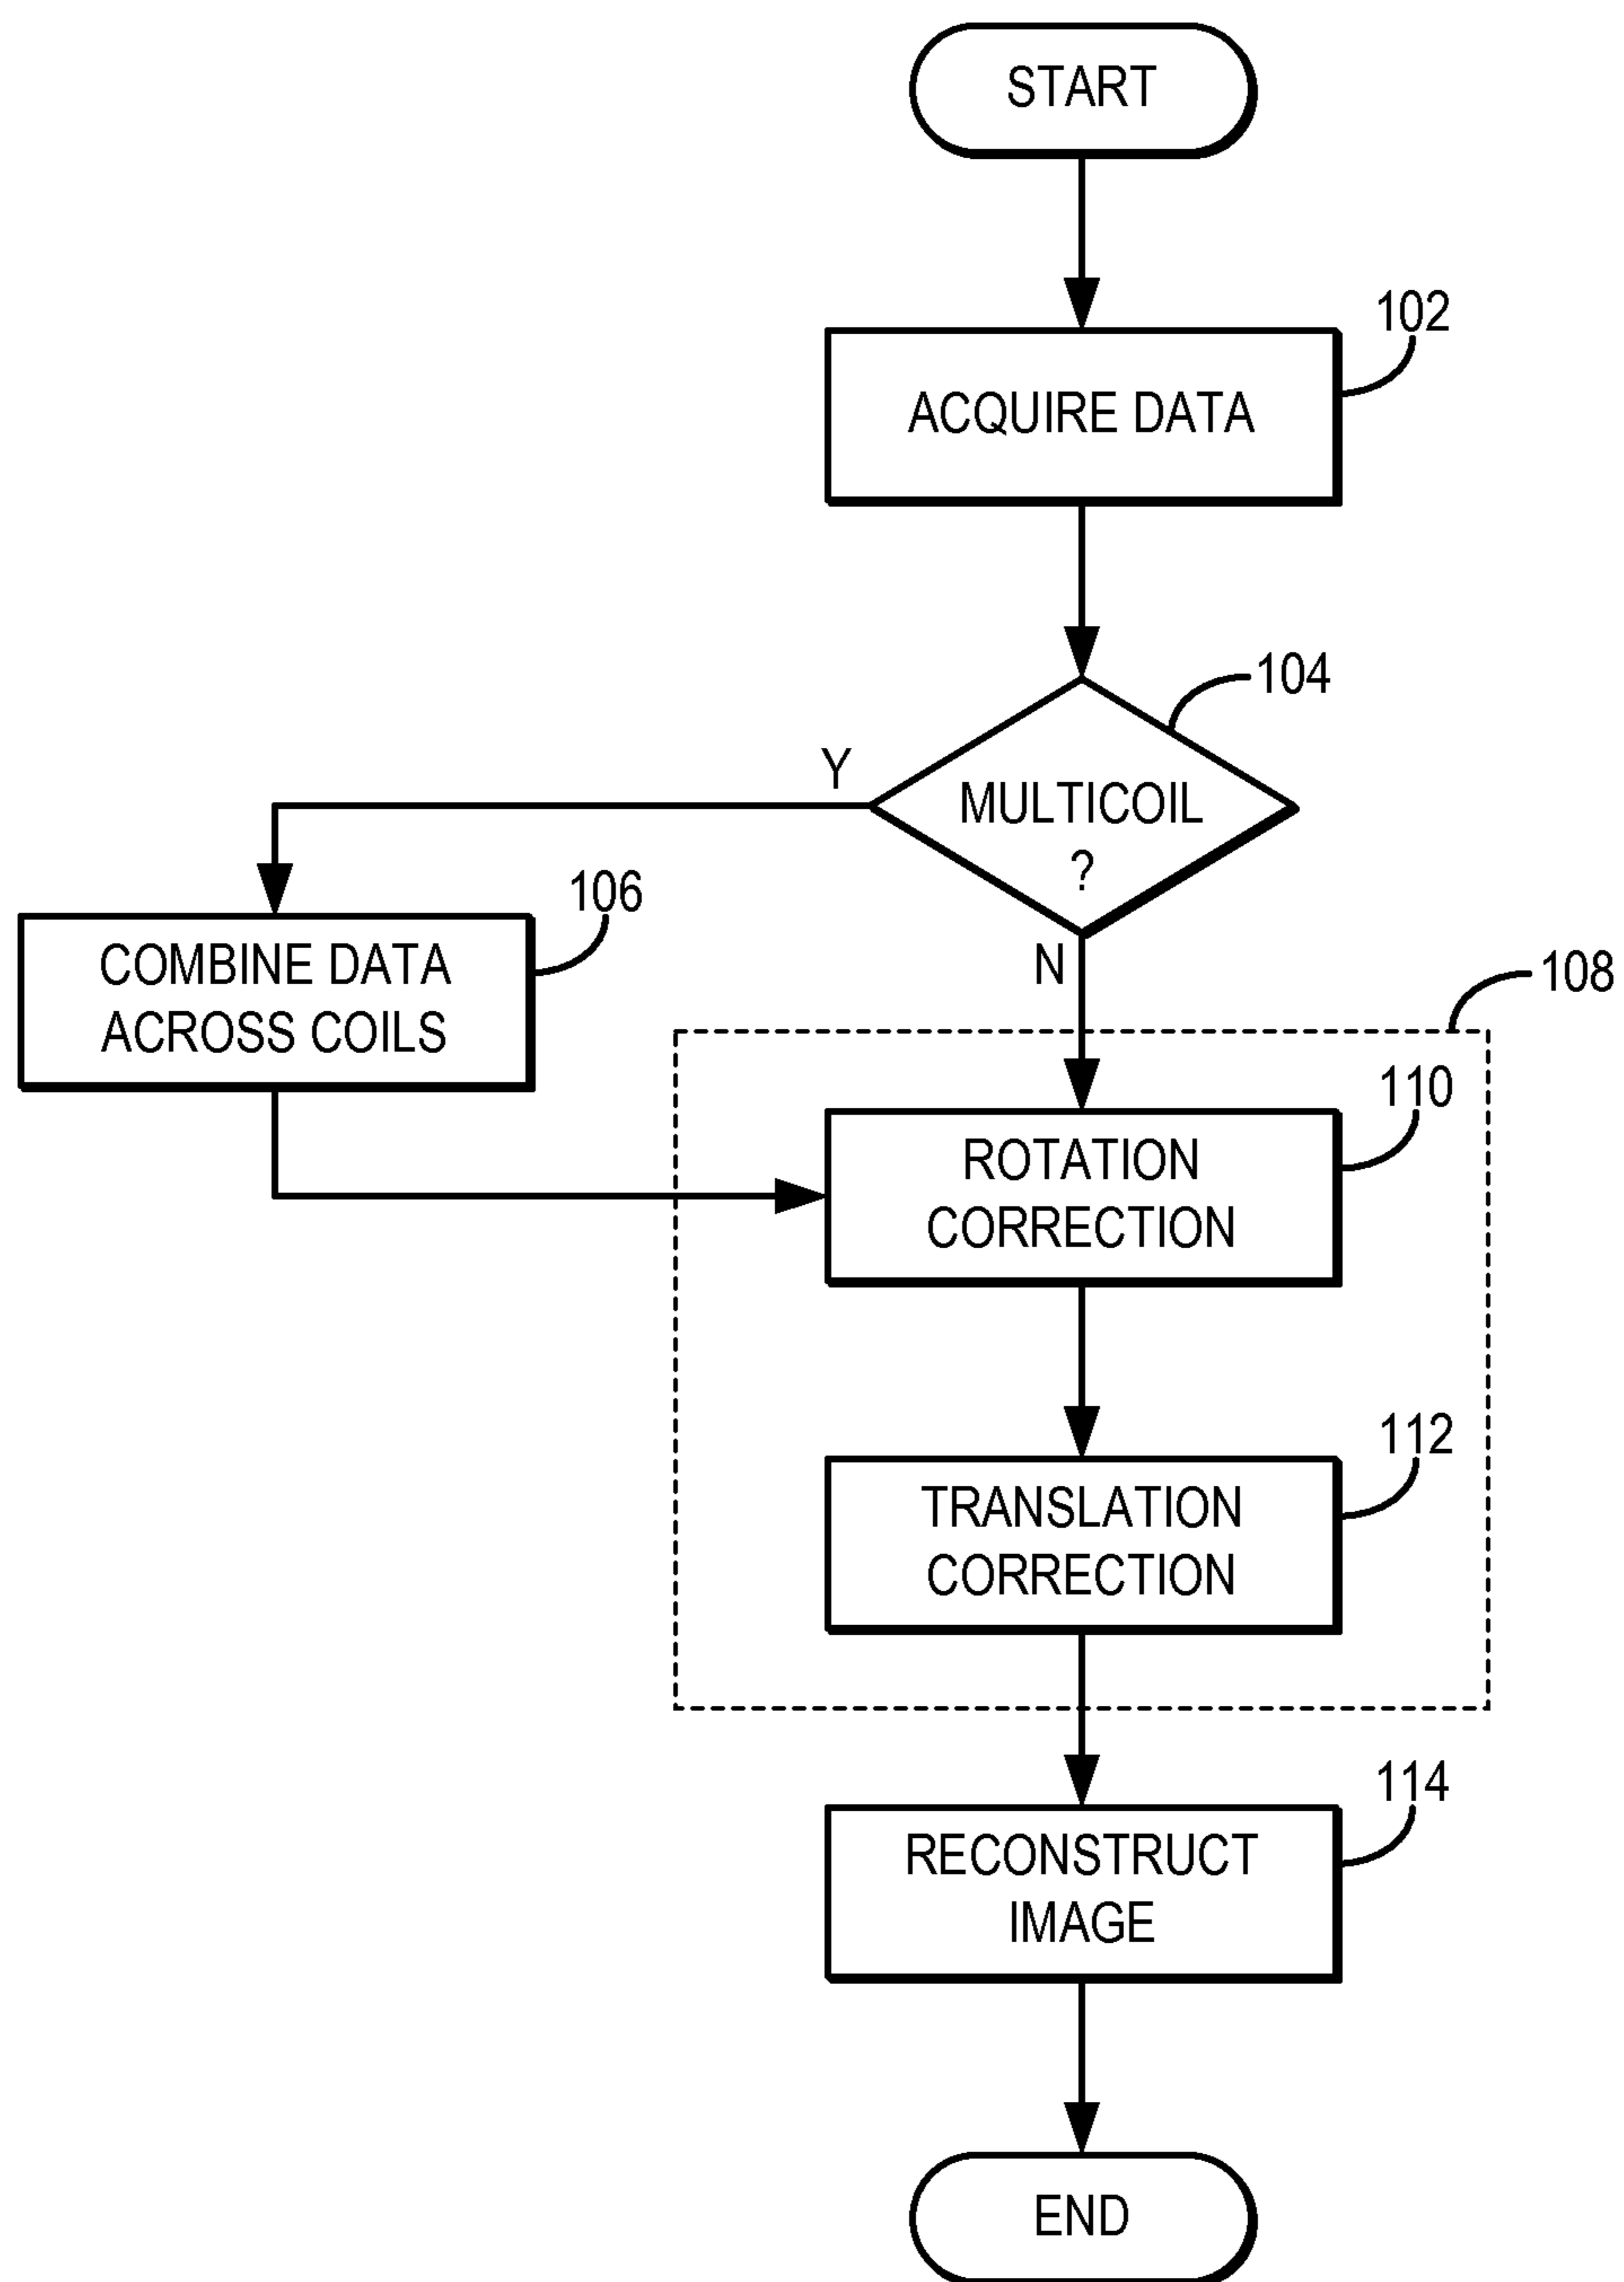 START
102
ACQUIRE DATA
104
Y
MULTICOIL
?
106
COMBINE DATA
ACROSS COILS
N
108
110
ROTATION
CORRECTION
112
TRANSLATION
CORRECTION
114
RECONSTRUCT
IMAGE
END